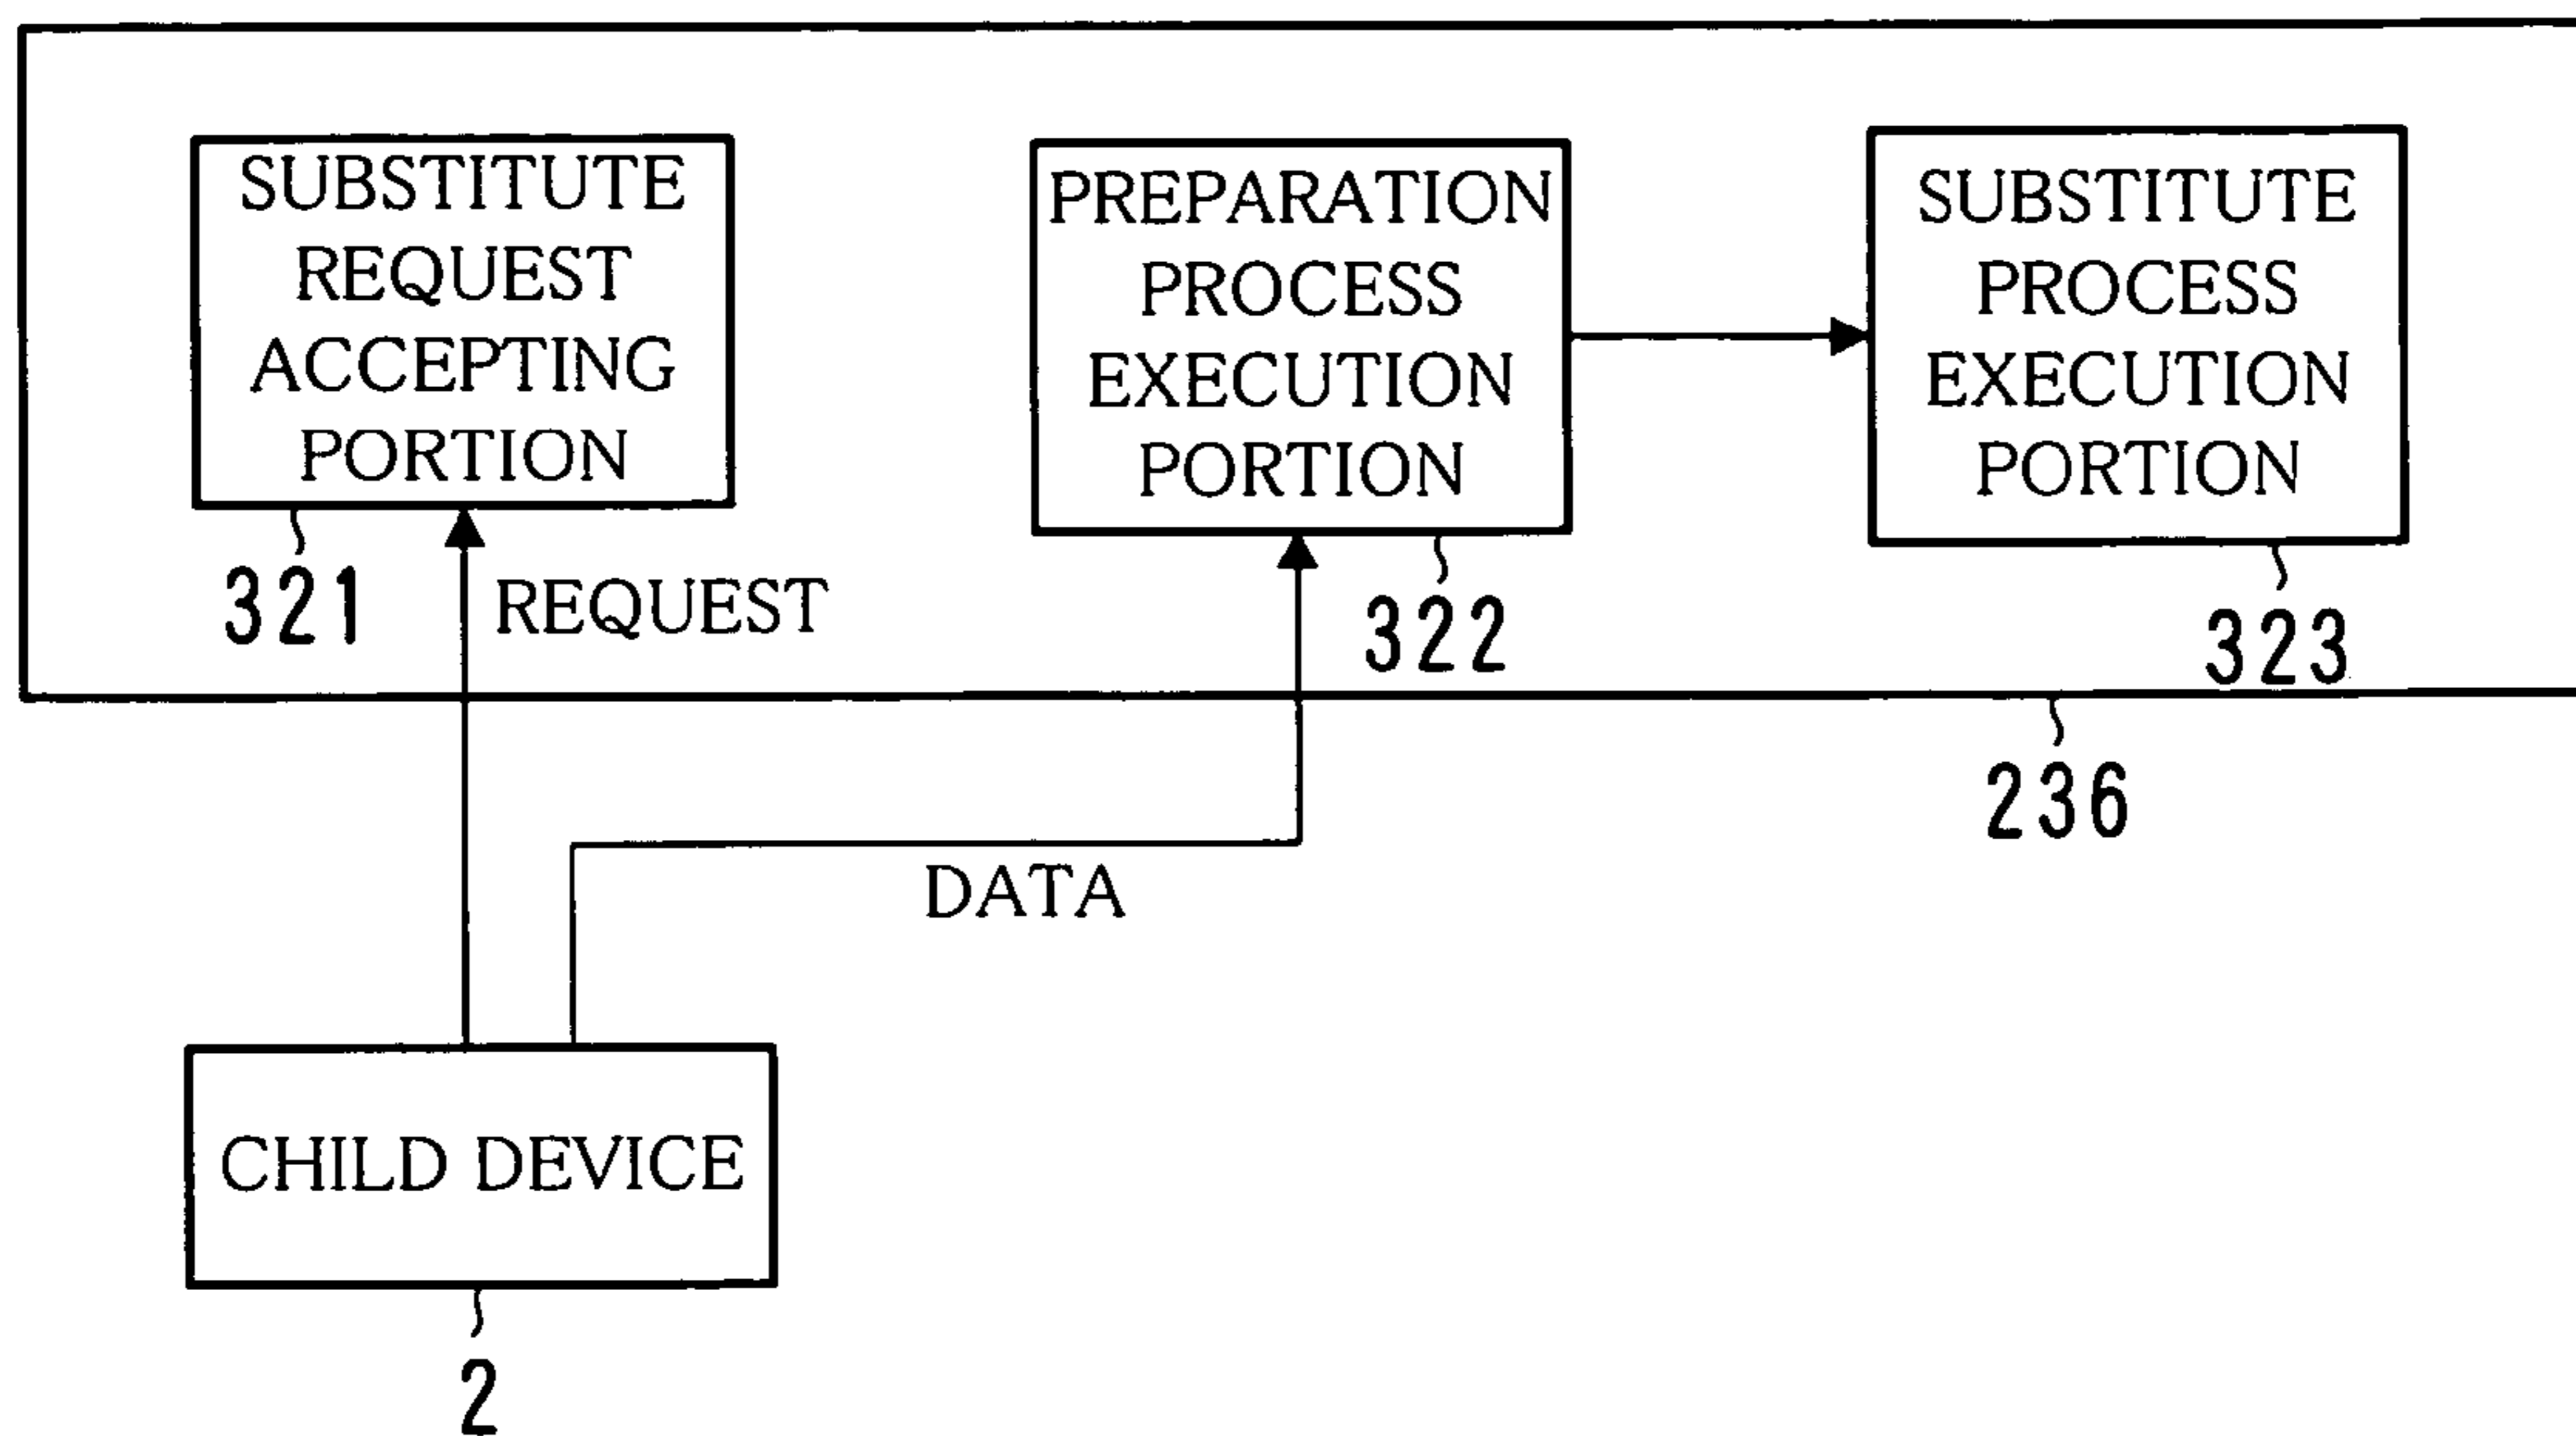 SUBSTITUTE
REQUEST
ACCEPTING
PORTION
321
REQUEST
PREPARATION
PROCESS
EXECUTION
PORTION
322
SUBSTITUTE
PROCESS
EXECUTION
PORTION
323
236
DATA
CHILD DEVICE
2